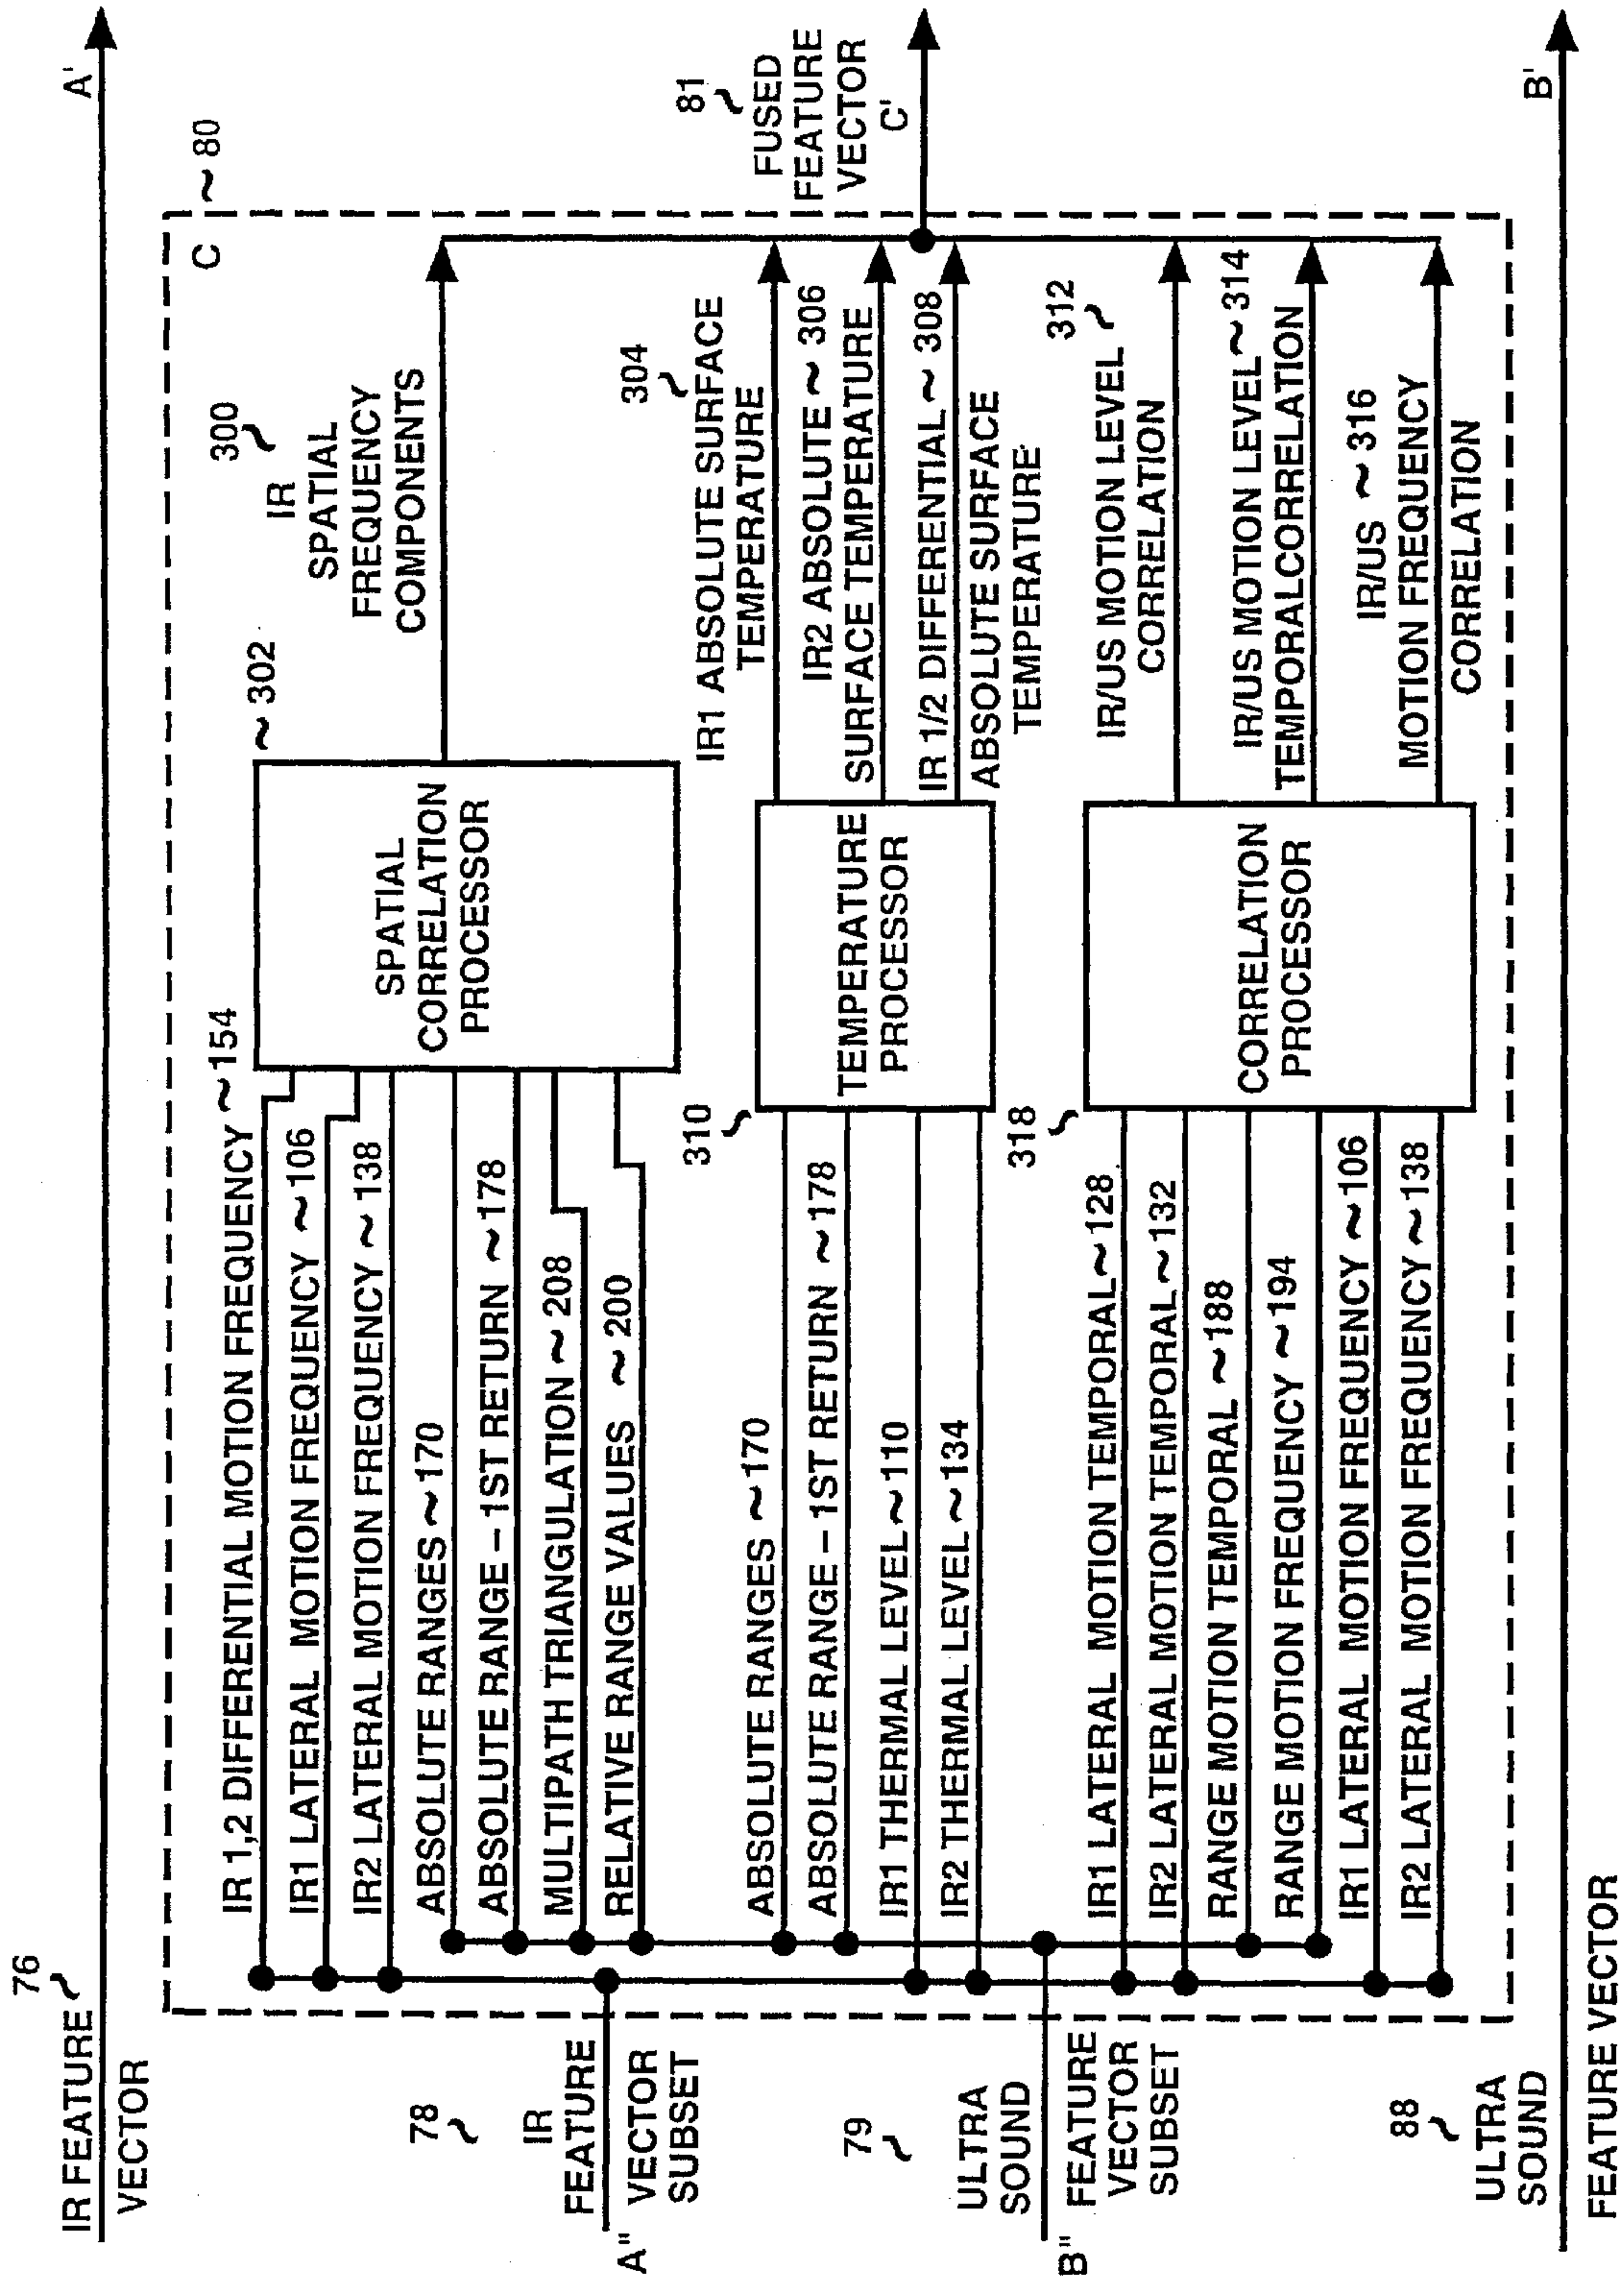 IR FEATURE
VECTOR
76
A'
C
80
IR 1,2 DIFFERENTIAL MOTION FREQUENCY ~154
IR1 LATERAL MOTION FREQUENCY ~106
IR2 LATERAL MOTION FREQUENCY ~138
ABSOLUTE RANGES ~170
ABSOLUTE RANGE – 1ST RETURN ~178
MULTIPATH TRIANGULATION ~208
RELATIVE RANGE VALUES ~200
302
SPATIAL
CORRELATION
PROCESSOR
300
IR
SPATIAL
FREQUENCY
COMPONENTS
78
IR
FEATURE
VECTOR
SUBSET
A"
ABSOLUTE RANGES ~170
ABSOLUTE RANGE – 1ST RETURN ~178
IR1 THERMAL LEVEL ~110
IR2 THERMAL LEVEL ~134
310
TEMPERATURE
PROCESSOR
304
IR1 ABSOLUTE SURFACE
TEMPERATURE
IR2 ABSOLUTE ~306
SURFACE TEMPERATURE
IR 1/2 DIFFERENTIAL ~308
ABSOLUTE SURFACE
TEMPERATURE
81
FUSED
FEATURE
VECTOR
C'
79
ULTRA
SOUND
FEATURE
VECTOR
SUBSET
B"
IR1 LATERAL MOTION TEMPORAL ~128
IR2 LATERAL MOTION TEMPORAL ~132
RANGE MOTION TEMPORAL ~188
RANGE MOTION FREQUENCY ~194
IR1 LATERAL MOTION FREQUENCY ~106
IR2 LATERAL MOTION FREQUENCY ~138
318
CORRELATION
PROCESSOR
312
IR/US MOTION LEVEL
CORRELATION
IR/US MOTION LEVEL ~314
TEMPORALCORRELATION
IR/US ~316
MOTION FREQUENCY
CORRELATION
88
ULTRA
SOUND
FEATURE VECTOR
B'